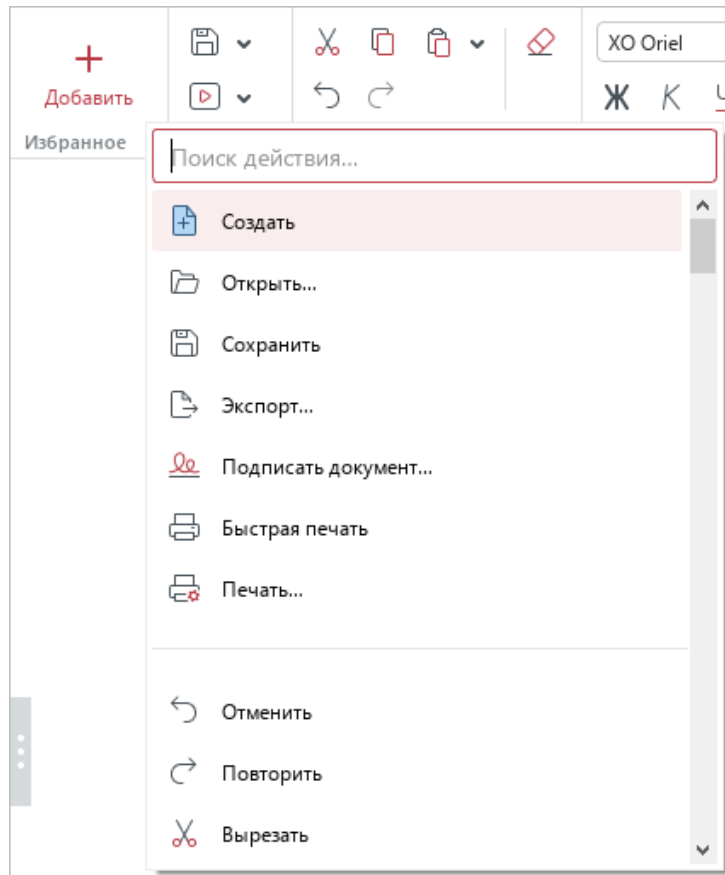 XO Oriel
Добавить
Ж К Ч
Избранное
Поиск действия...
Создать
Открыть...
Сохранить
Экспорт...
Подписать документ...
Быстрая печать
Печать...
Отменить
Повторить
Вырезать